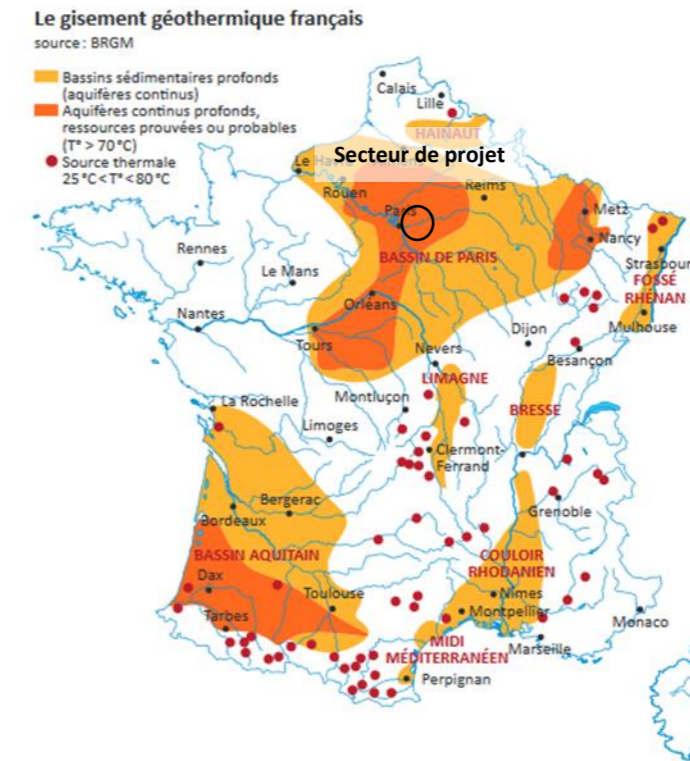 Le gisement géothermique français
source : BRGM
Bassins sédimentaires profonds
(aquifères continus)
Aquifères continus profonds,
ressources prouvées ou probables
(T° > 70 °C)
Source thermale
25 °C < T° < 80 °C
Calais
Lille
HAINAUT
Secteur de projet
Le Havre
Rouen
Reims
Paris
Metz
Nancy
BASSIN DE PARIS
Strasbour
FOSSÉ
RHÉNAN
Rennes
Le Mans
Orléans
Nantes
Tours
Dijon
Mulhouse
Nevers
Besançon
LIMAGNE
La Rochelle
Montluçon
BRESSE
Limoges
Clermont-
Ferrand
Bergerac
Bordeaux
Grenoble
BASSIN AQUITAIN
COULOIR
RHODANIEN
Dax
Toulouse
Nîmes
Tarbes
Montpellier
Monaco
MIDI
MÉDITERRANÉEN
Marseille
Perpignan